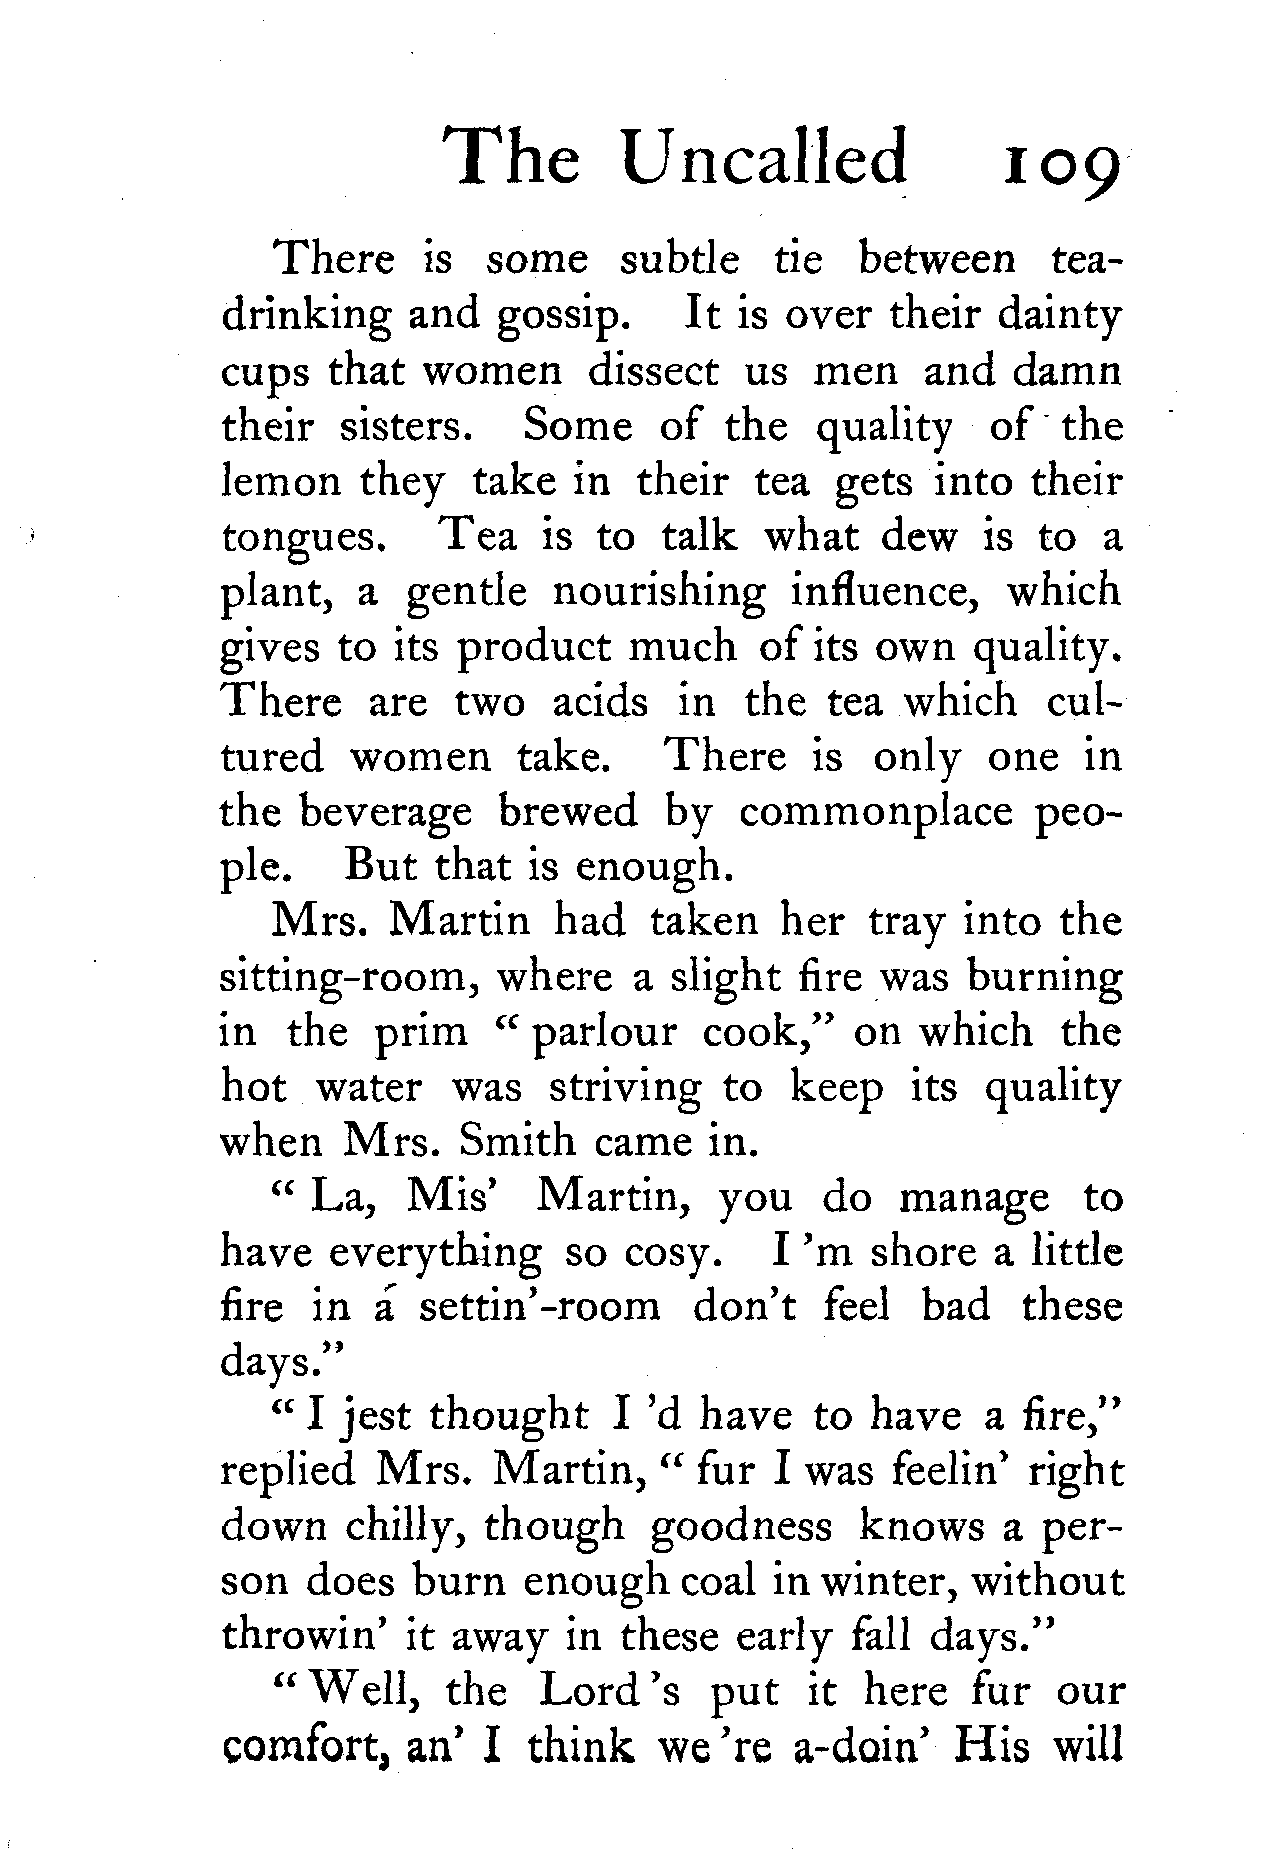 The Uncalled 109
There is some subtle tie between tea-
drinking and gossip. It is over their dainty
cups that women dissect us men and damn
their sisters. Some of the quality of the
lemon they take in their tea gets into their
tongues. Tea is to talk what dew is to a
plant, a gentle nourishing influence, which
gives to its product much of its own quality.
There are two acids in the tea which cul-
tured women take. There is only one in
the beverage brewed by commonplace peo-
ple. But that is enough.
Mrs. Martin had taken her tray into the
sitting-room, where a slight fire was burning
in the prim “ parlour cook,” on which the
hot water was striving to keep its quality
when Mrs. Smith came in.
“ La, Mis’ Martin, you do manage to
have everything so cosy. I ’m shore a little
fire in a settin’-room don’t feel bad these
days.”
“ I jest thought I ’d have to have a fire,”
replied Mrs. Martin, “ fur I was feelin’ right
down chilly, though goodness knows a per-
son does burn enough coal in winter, without
throwin’ it away in these early fall days.”
“ Well, the Lord ’s put it here fur our
comfort, an’ I think we ’re a-doin’ His will